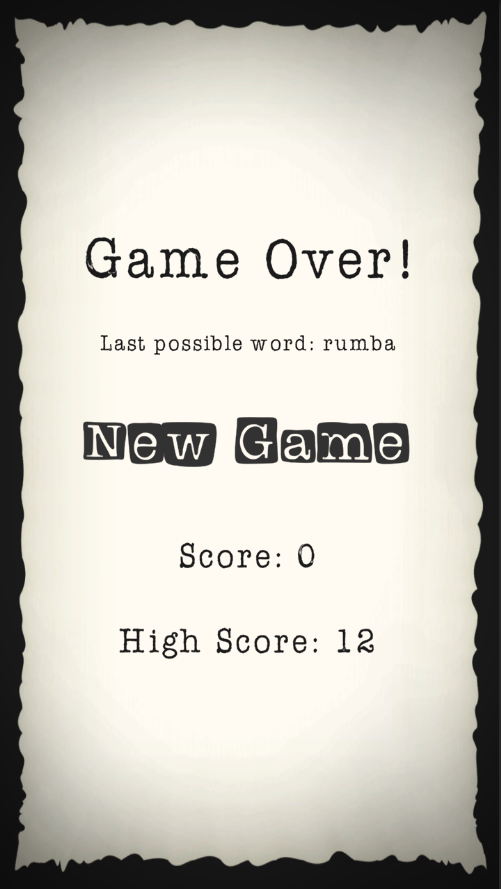 Game Over!
Last possible word: rumba
New Game
Score: 0
High Score: 12